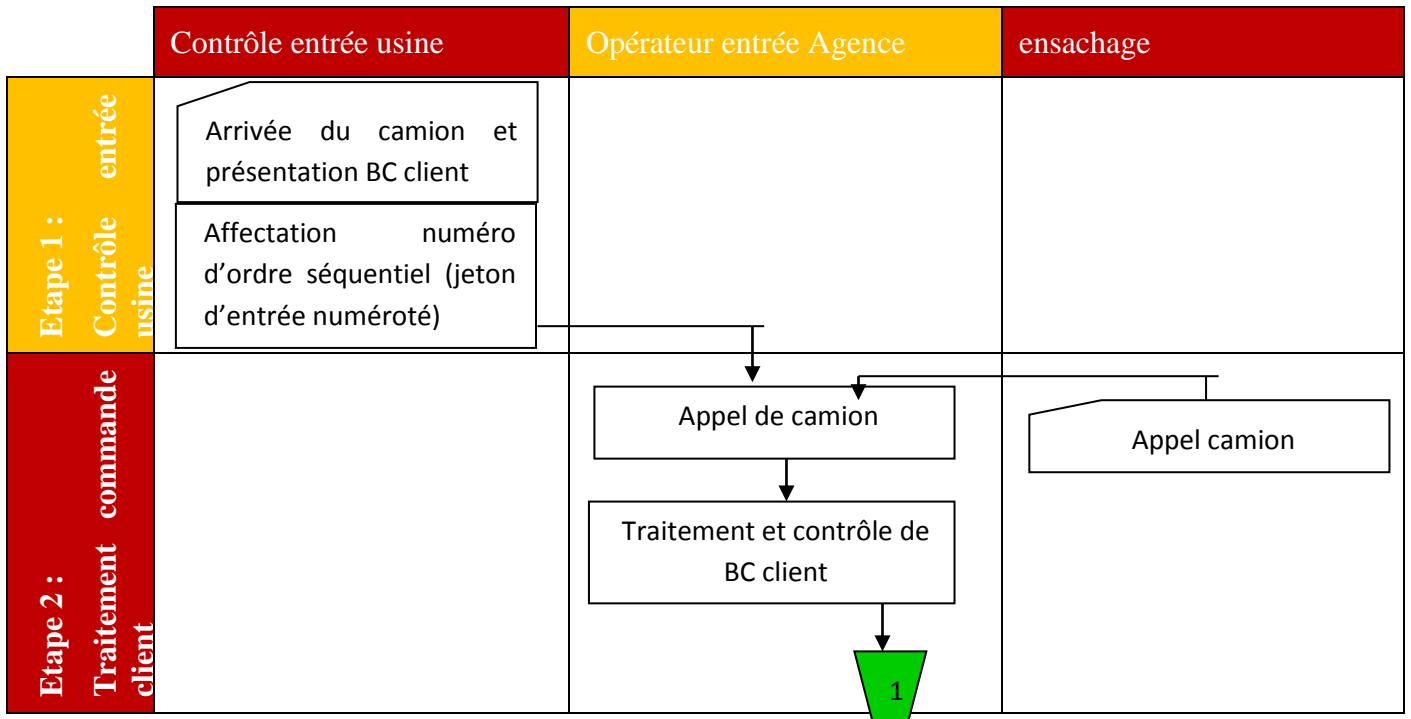 Contrôle entrée usine
Opérateur entrée Agence
ensachage
Etape 1 :
Contrôle entrée
usine
Arrivée du camion et
présentation BC client
Affectation numéro
d’ordre séquentiel (jeton
d’entrée numéroté)
Etape 2 :
Traitement commande
client
Appel de camion
Appel camion
Traitement et contrôle de
BC client
1